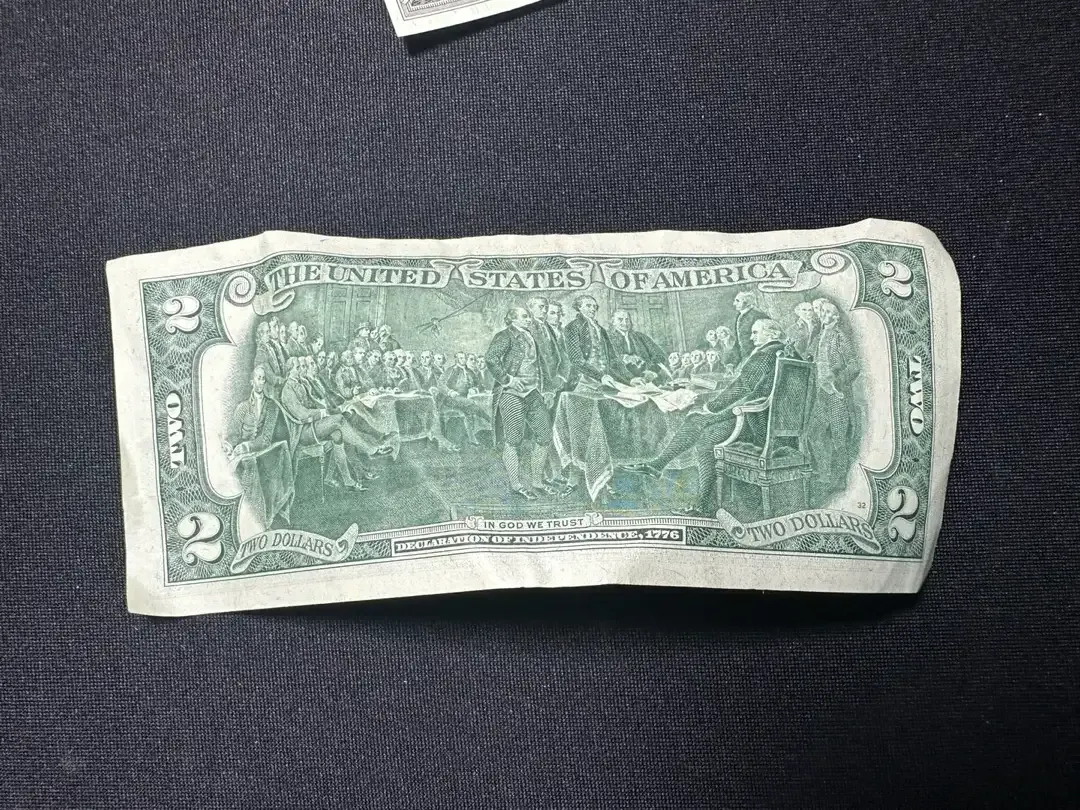 THE UNITED STATES OF AMERICA
2
2
TWO
TWO
2
2
32
IN GOD WE TRUST
TWO DOLLARS
DECLARATION OF INDEPENDENCE, 1776
TWO DOLLARS